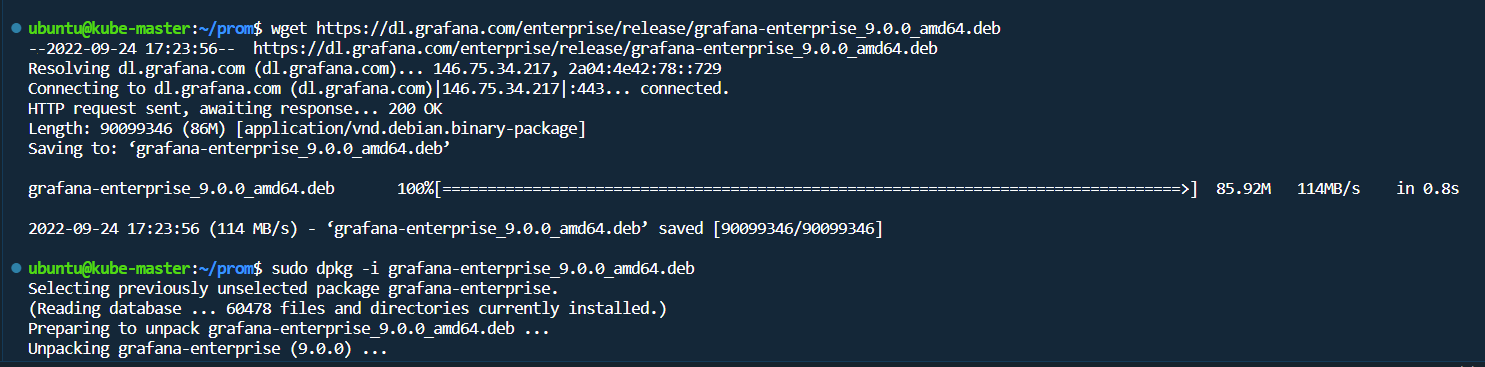 ubuntu@kube-master:~/prom$ wget https://dl.grafana.com/enterprise/release/grafana-enterprise_9.0.0_amd64.deb
--2022-09-24 17:23:56--  https://dl.grafana.com/enterprise/release/grafana-enterprise_9.0.0_amd64.deb
Resolving dl.grafana.com (dl.grafana.com)... 146.75.34.217, 2a04:4e42:78::729
Connecting to dl.grafana.com (dl.grafana.com)|146.75.34.217|:443... connected.
HTTP request sent, awaiting response... 200 OK
Length: 90099346 (86M) [application/vnd.debian.binary-package]
Saving to: ‘grafana-enterprise_9.0.0_amd64.deb’
grafana-enterprise_9.0.0_amd64.deb       100%[==================================================================================>]  85.92M   114MB/s    in 0.8s
2022-09-24 17:23:56 (114 MB/s) - ‘grafana-enterprise_9.0.0_amd64.deb’ saved [90099346/90099346]
ubuntu@kube-master:~/prom$ sudo dpkg -i grafana-enterprise_9.0.0_amd64.deb
Selecting previously unselected package grafana-enterprise.
(Reading database ... 60478 files and directories currently installed.)
Preparing to unpack grafana-enterprise_9.0.0_amd64.deb ...
Unpacking grafana-enterprise (9.0.0) ...